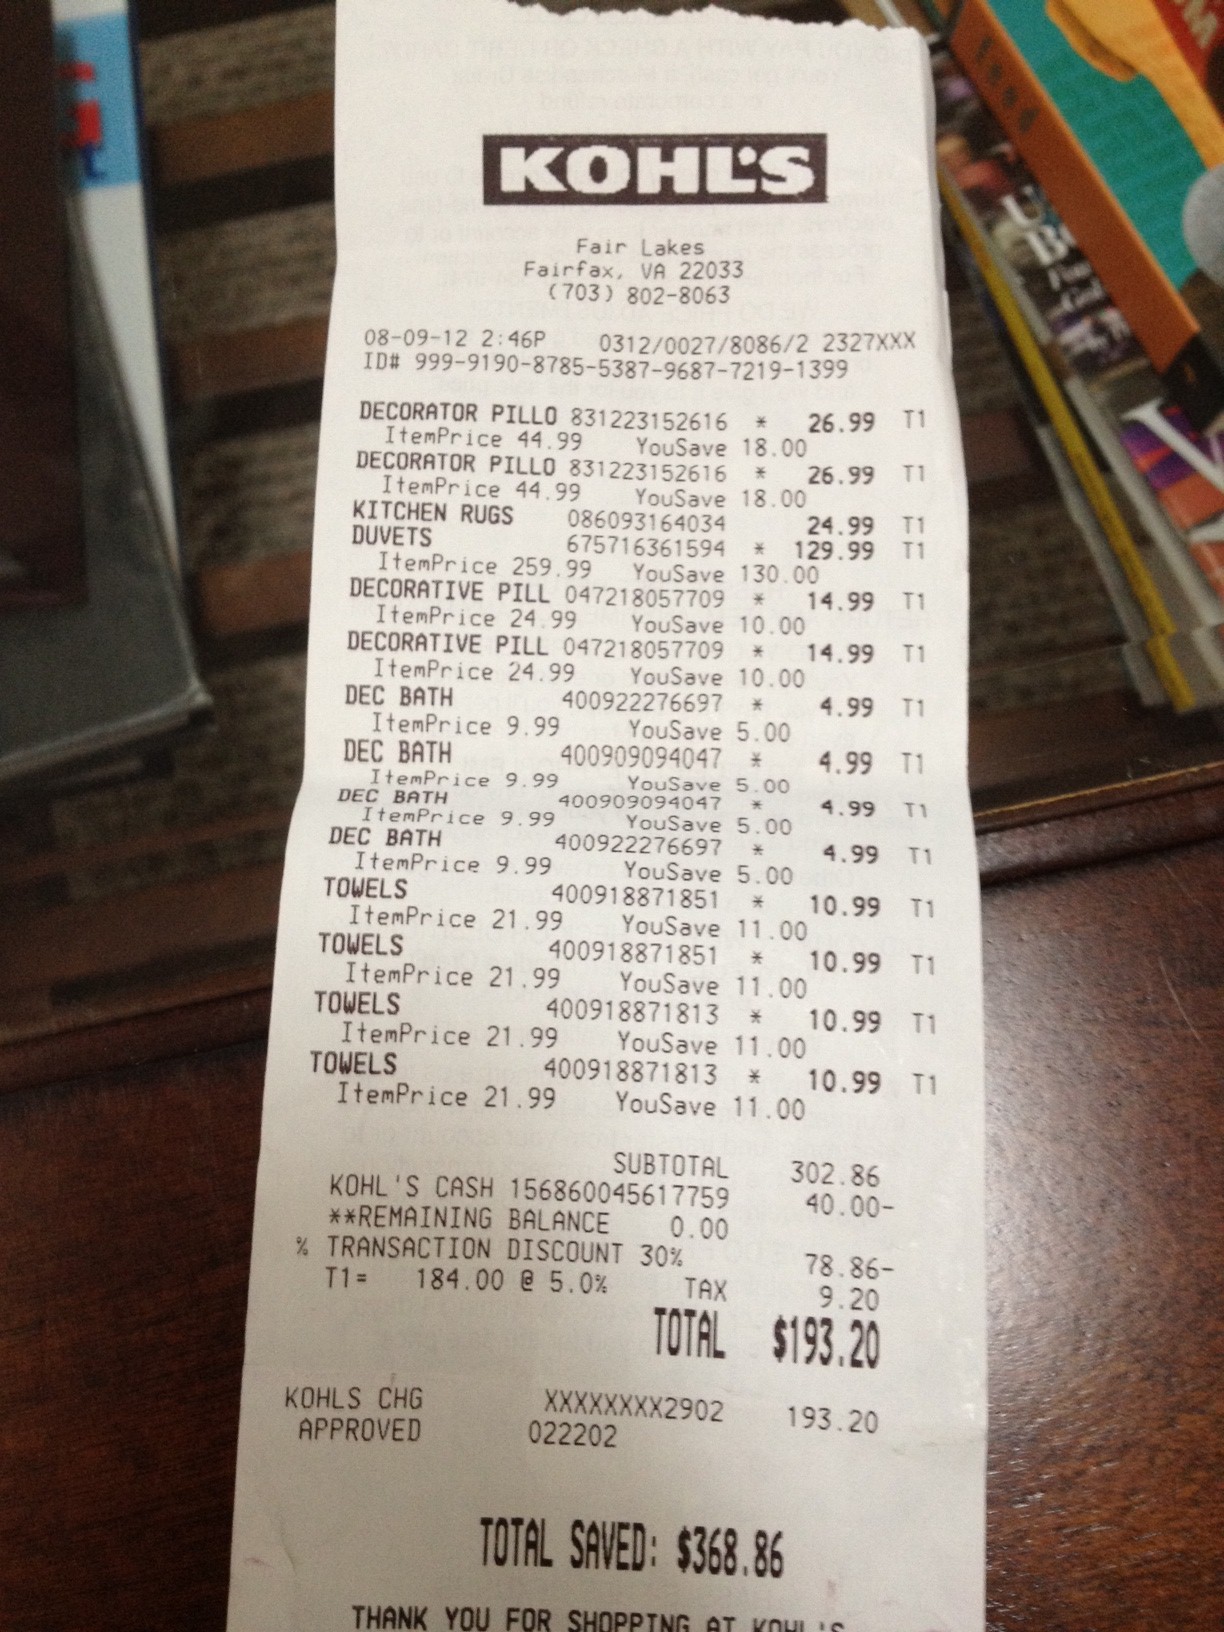 KOHL'S
Fair Lakes
Fairfax, VA 22033
(703) 802-8063
08-09-12 2:46P 0312/0027/8086/2 2327XXX
ID# 999-9190-8785-5387-9687-7219-1399
DECORATOR PILLO 831223152616 * 26.99 T1
ItemPrice 44.99 YouSave 18.00
DECORATOR PILLO 831223152616 * 26.99 T1
ItemPrice 44.99 YouSave 18.00
KITCHEN RUGS 086093164034 24.99 T1
DUVETS 675716361594 * 129.99 T1
ItemPrice 259.99 YouSave 130.00
DECORATIVE PILL 047218057709 * 14.99 T1
ItemPrice 24.99 YouSave 10.00
DECORATIVE PILL 047218057709 * 14.99 T1
ItemPrice 24.99 YouSave 10.00
DEC BATH 400922276697 * 4.99 T1
ItemPrice 9.99 YouSave 5.00
DEC BATH 400909094047 * 4.99 T1
ItemPrice 9.99 YouSave 5.00
DEC BATH 400909094047 * 4.99 T1
ItemPrice 9.99 YouSave 5.00
DEC BATH 400922276697 * 4.99 T1
ItemPrice 9.99 YouSave 5.00
TOWELS 400918871851 * 10.99 T1
ItemPrice 21.99 YouSave 11.00
TOWELS 400918871851 * 10.99 T1
ItemPrice 21.99 YouSave 11.00
TOWELS 400918871813 * 10.99 T1
ItemPrice 21.99 YouSave 11.00
TOWELS 400918871813 * 10.99 T1
ItemPrice 21.99 YouSave 11.00
SUBTOTAL 302.86
KOHL'S CASH 156860045617759 40.00-
**REMAINING BALANCE 0.00
% TRANSACTION DISCOUNT 30% 78.86-
T1= 184.00 @ 5.0% TAX 9.20
TOTAL $193.20
KOHLS CHG XXXXXXXX2902 193.20
APPROVED 022202
TOTAL SAVED: $368.86
THANK YOU FOR SHOPPING AT KOHL'S